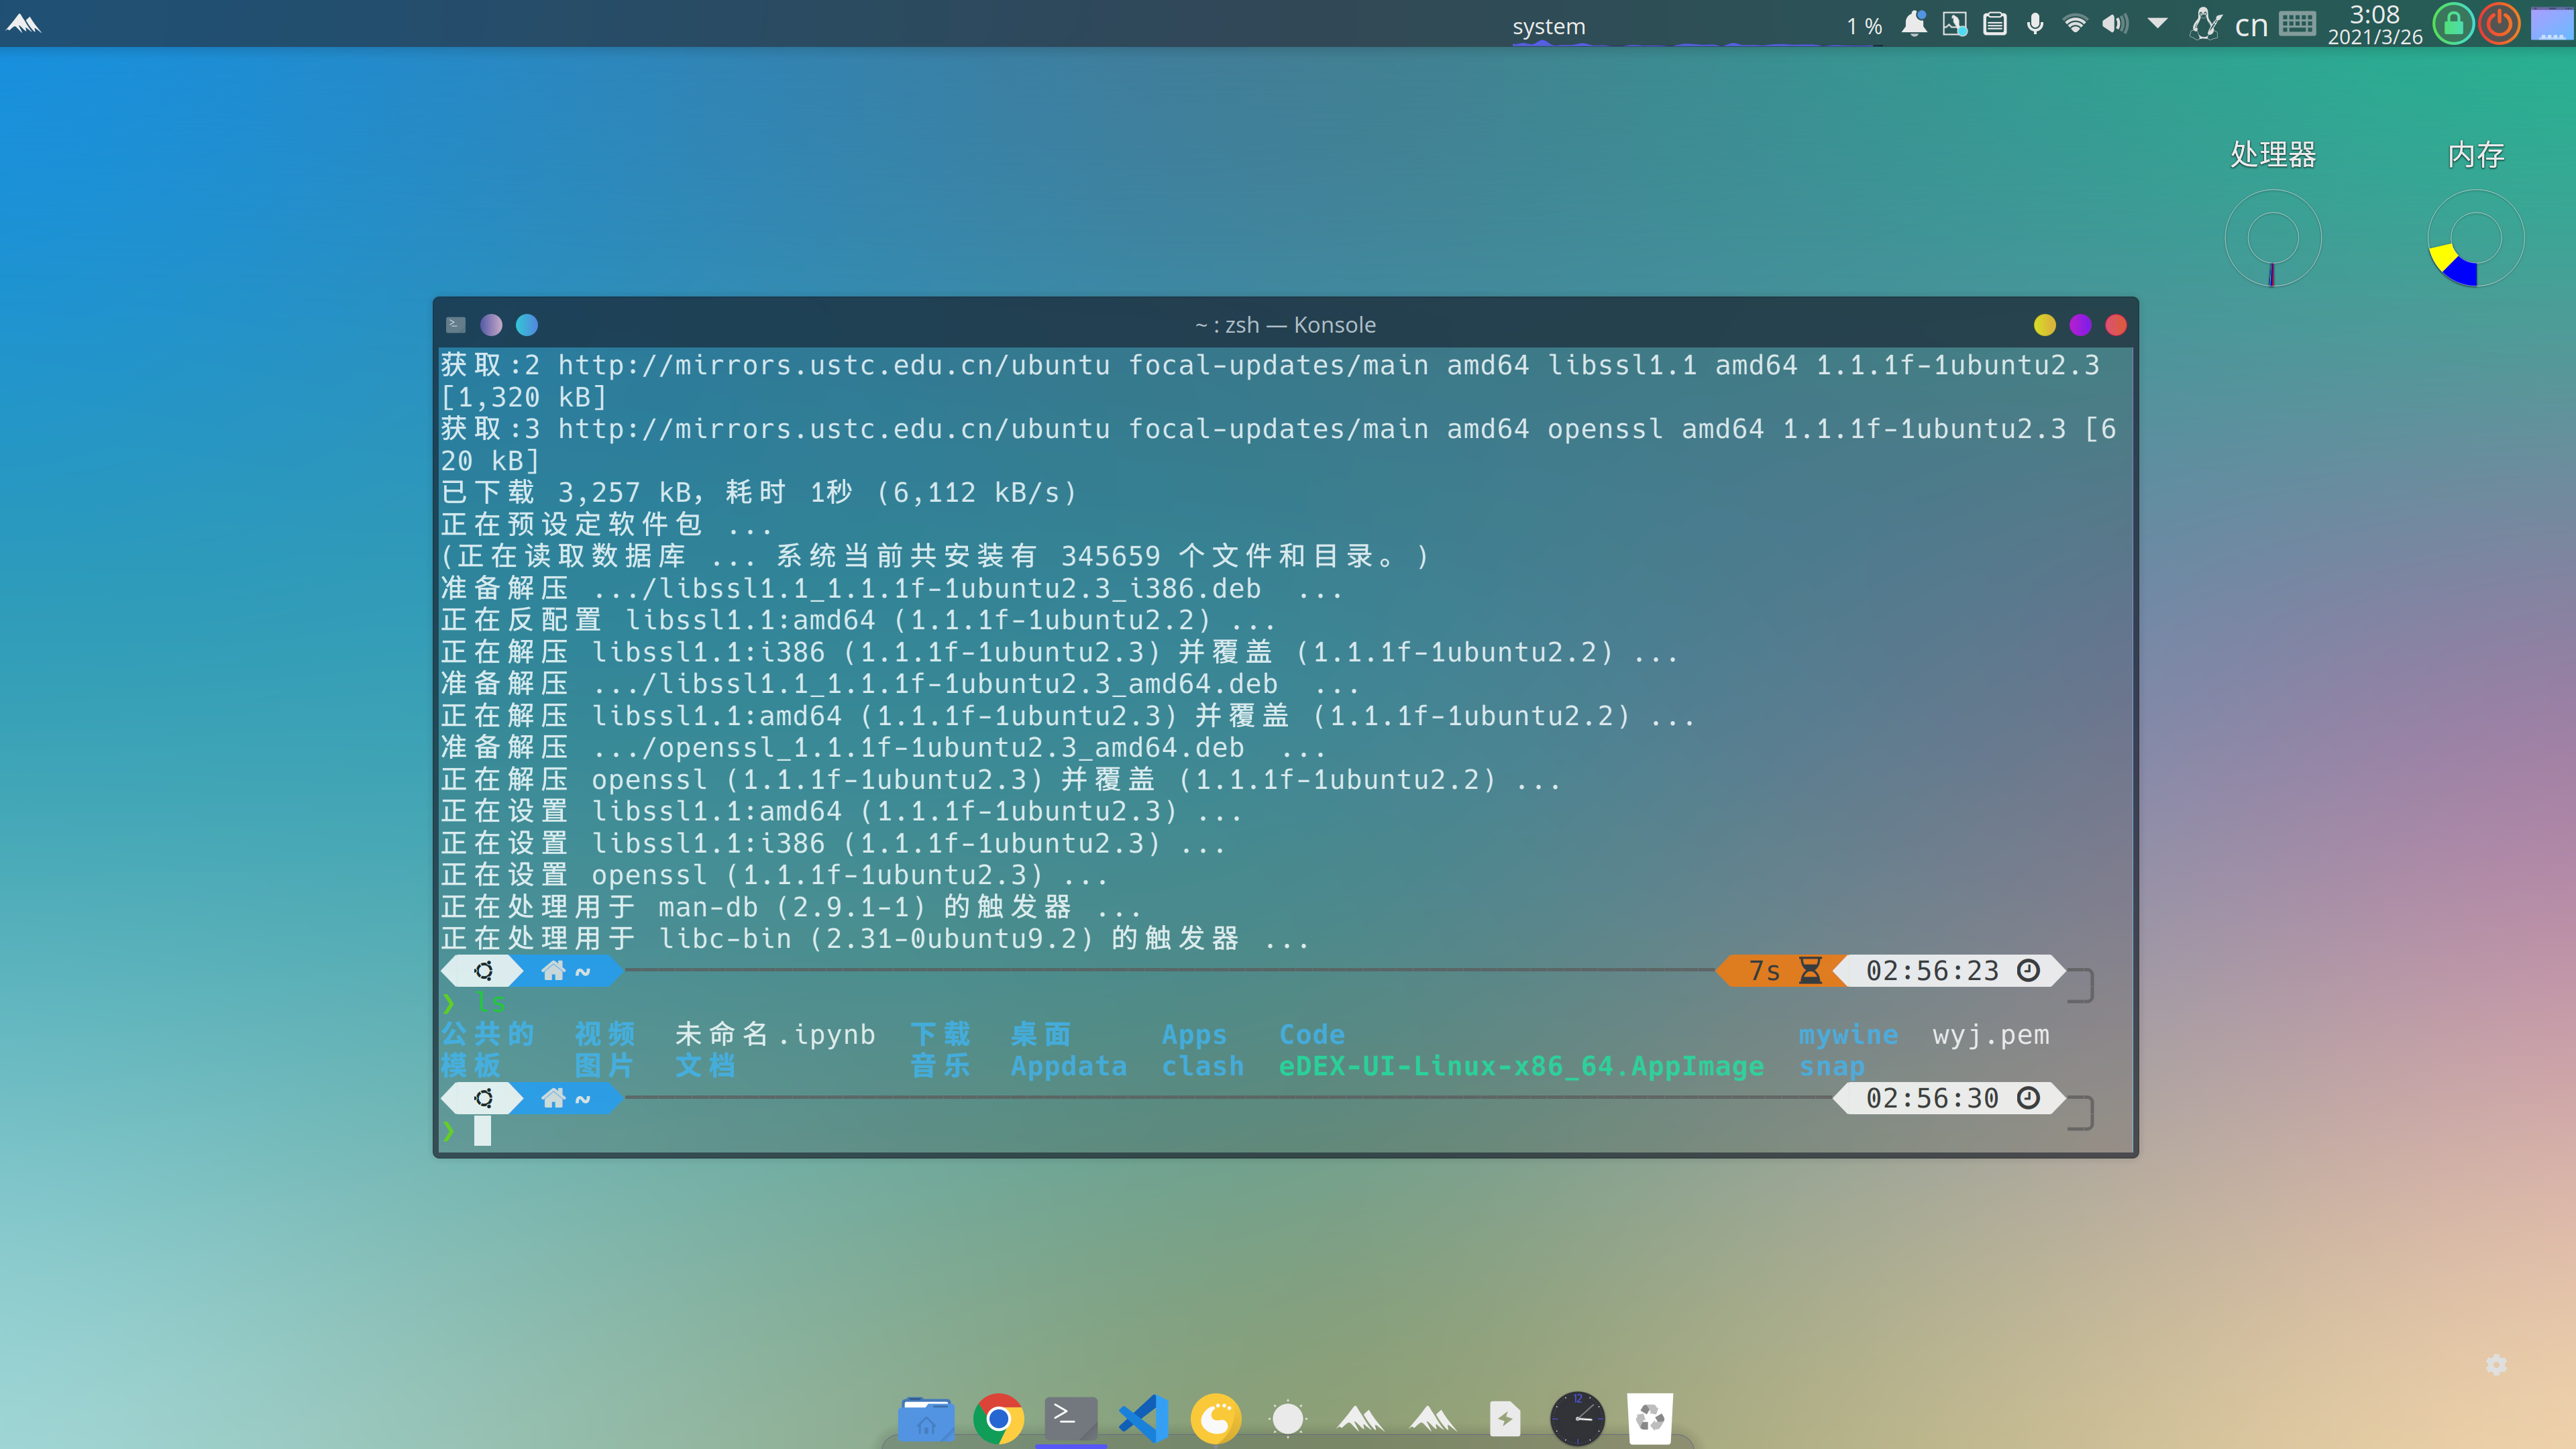 system
1 %
cn
3:08
2021/3/26
处理器
内存
~ : zsh — Konsole
获取:2 http://mirrors.ustc.edu.cn/ubuntu focal-updates/main amd64 libssl1.1 amd64 1.1.1f-1ubuntu2.3
[1,320 kB]
获取:3 http://mirrors.ustc.edu.cn/ubuntu focal-updates/main amd64 openssl amd64 1.1.1f-1ubuntu2.3 [6
20 kB]
已下载 3,257 kB，耗时 1秒 (6,112 kB/s)
正在预设定软件包 ...
(正在读取数据库 ... 系统当前共安装有 345659 个文件和目录。)
准备解压 .../libssl1.1_1.1.1f-1ubuntu2.3_i386.deb  ...
正在反配置 libssl1.1:amd64 (1.1.1f-1ubuntu2.2) ...
正在解压 libssl1.1:i386 (1.1.1f-1ubuntu2.3) 并覆盖 (1.1.1f-1ubuntu2.2) ...
准备解压 .../libssl1.1_1.1.1f-1ubuntu2.3_amd64.deb  ...
正在解压 libssl1.1:amd64 (1.1.1f-1ubuntu2.3) 并覆盖 (1.1.1f-1ubuntu2.2) ...
准备解压 .../openssl_1.1.1f-1ubuntu2.3_amd64.deb  ...
正在解压 openssl (1.1.1f-1ubuntu2.3) 并覆盖 (1.1.1f-1ubuntu2.2) ...
正在设置 libssl1.1:amd64 (1.1.1f-1ubuntu2.3) ...
正在设置 libssl1.1:i386 (1.1.1f-1ubuntu2.3) ...
正在设置 openssl (1.1.1f-1ubuntu2.3) ...
正在处理用于 man-db (2.9.1-1) 的触发器 ...
正在处理用于 libc-bin (2.31-0ubuntu9.2) 的触发器 ...
~ 7s 02:56:23
❯ ls
公共的 视频 未命名.ipynb 下载 桌面 Apps Code mywine wyj.pem
模板 图片 文档 音乐 Appdata clash eDEX-UI-Linux-x86_64.AppImage snap
~ 02:56:30
❯
12